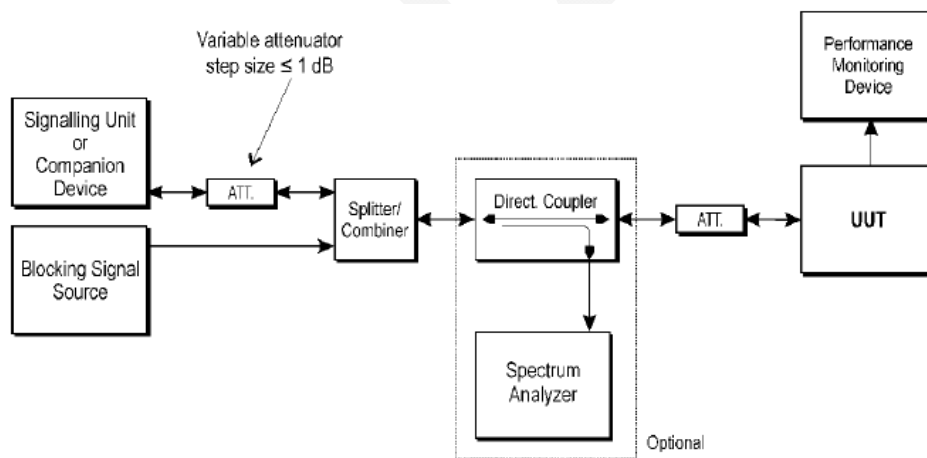 Variable attenuator
step size ≤ 1 dB
Signalling Unit
or
Companion
Device
ATT.
Splitter/
Combiner
Blocking Signal
Source
Direct. Coupler
Spectrum
Analyzer
Optional
ATT.
Performance
Monitoring
Device
UUT